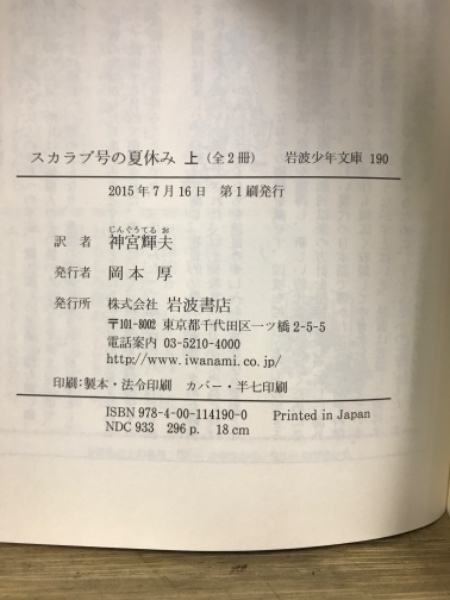 スカラブ号の夏休み 上（全2冊） 岩波少年文庫 190
2015年7月16日 第1刷発行
じんぐうてる お
訳者 神宮輝夫
発行者 岡本 厚
発行所 株式会社 岩波書店
〒101-8002 東京都千代田区一ツ橋2-5-5
電話案内 03-5210-4000
http://www.iwanami.co.jp/
印刷:製本・法令印刷 カバー・半七印刷
ISBN 978-4-00-114190-0 Printed in Japan
NDC 933 296 p. 18 cm